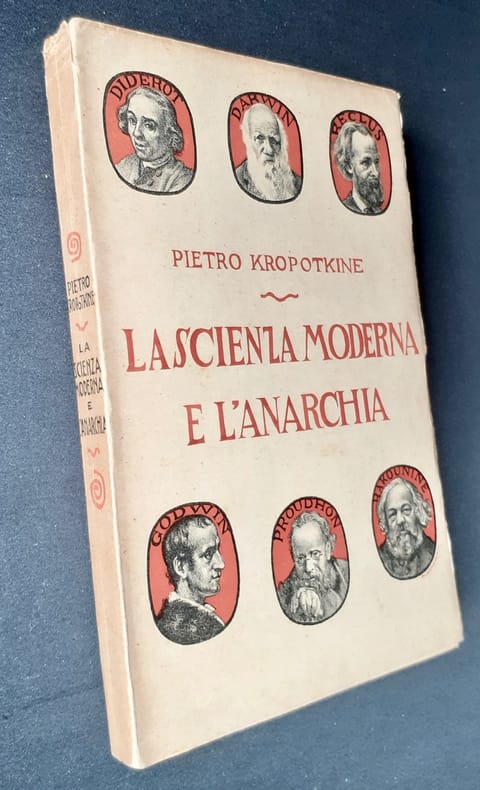 DIDEROT
DARWIN
RECLUS
PIETRO KROPOTKINE
LA SCIENZA MODERNA
E L'ANARCHIA
GODWIN
PROUDHON
BAKOUNINE
PIETRO
KROPOTKINE
LA
SCIENZA
MODERNA
E
L'ANARCHIA